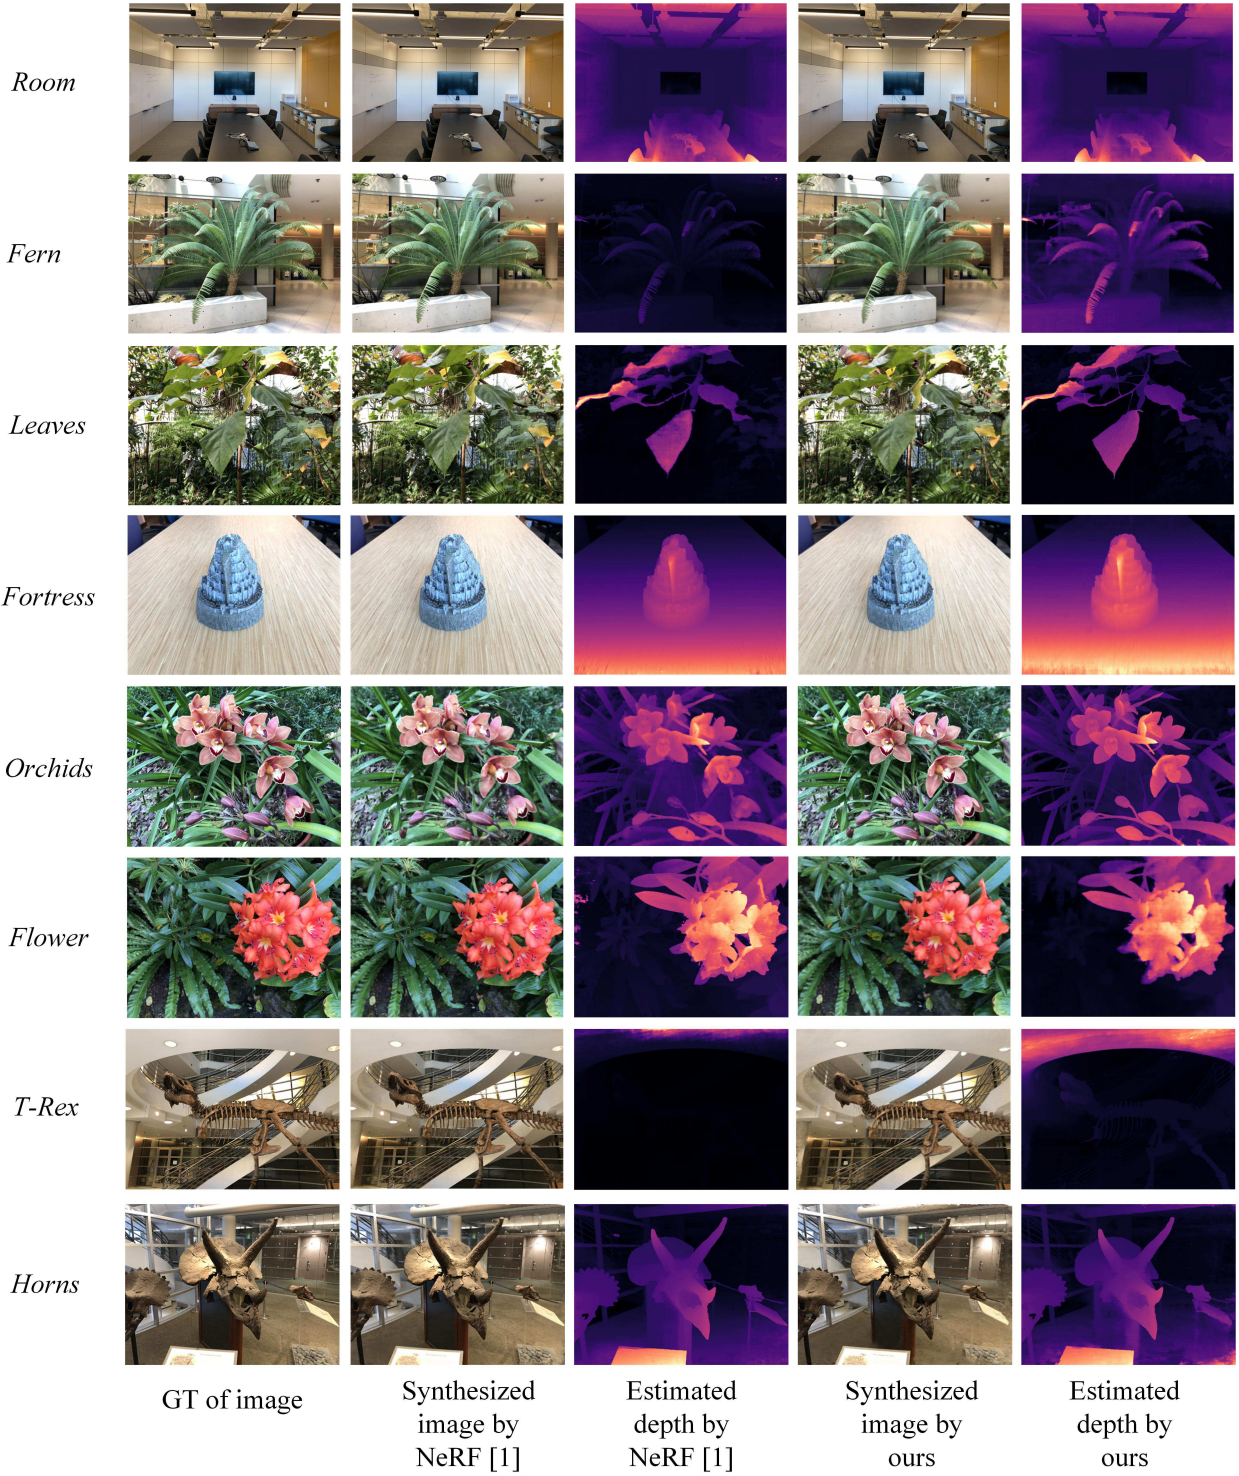 Room
Fern
Leaves
Fortress
Orchids
Flower
T-Rex
Horns
GT of image
Synthesized
image by
NeRF [1]
Estimated
depth by
NeRF [1]
Synthesized
image by
ours
Estimated
depth by
ours